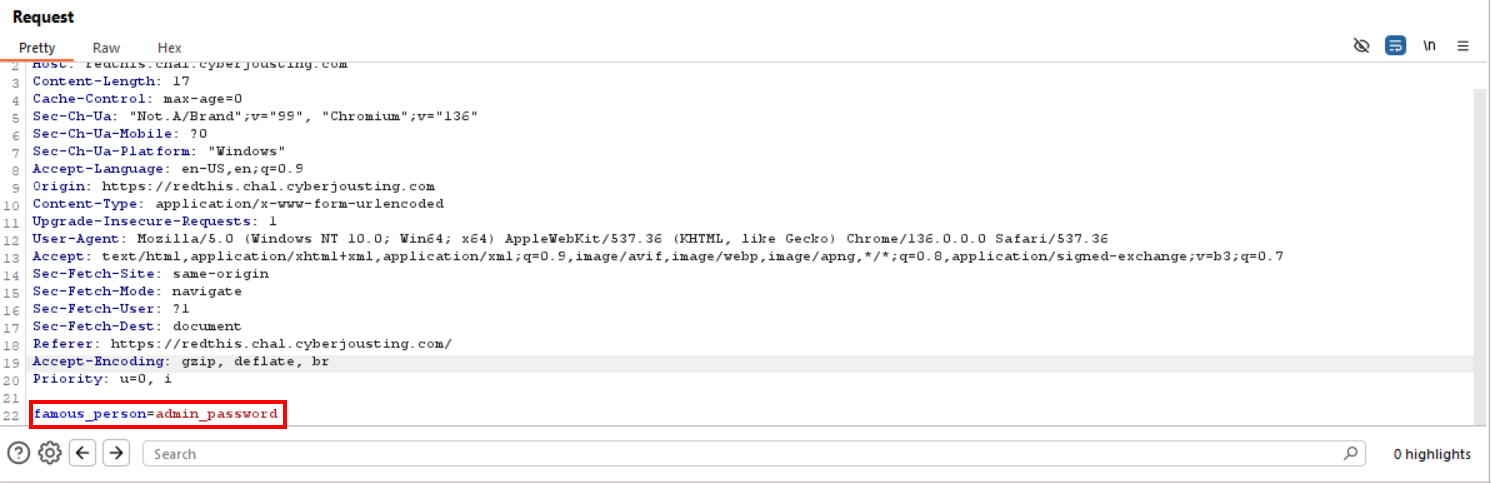 Request
Pretty Raw Hex
\n
2 Host: redthis.chal.cyberjousting.com
3 Content-Length: 17
4 Cache-Control: max-age=0
5 Sec-Ch-Ua: "Not.A/Brand";v="99", "Chromium";v="136"
6 Sec-Ch-Ua-Mobile: ?0
7 Sec-Ch-Ua-Platform: "Windows"
8 Accept-Language: en-US,en;q=0.9
9 Origin: https://redthis.chal.cyberjousting.com
10 Content-Type: application/x-www-form-urlencoded
11 Upgrade-Insecure-Requests: 1
12 User-Agent: Mozilla/5.0 (Windows NT 10.0; Win64; x64) AppleWebKit/537.36 (KHTML, like Gecko) Chrome/136.0.0.0 Safari/537.36
13 Accept: text/html,application/xhtml+xml,application/xml;q=0.9,image/avif,image/webp,image/apng,*/*;q=0.8,application/signed-exchange;v=b3;q=0.7
14 Sec-Fetch-Site: same-origin
15 Sec-Fetch-Mode: navigate
16 Sec-Fetch-User: ?1
17 Sec-Fetch-Dest: document
18 Referer: https://redthis.chal.cyberjousting.com/
19 Accept-Encoding: gzip, deflate, br
20 Priority: u=0, i
21
22 famous_person=admin_password
Search 0 highlights